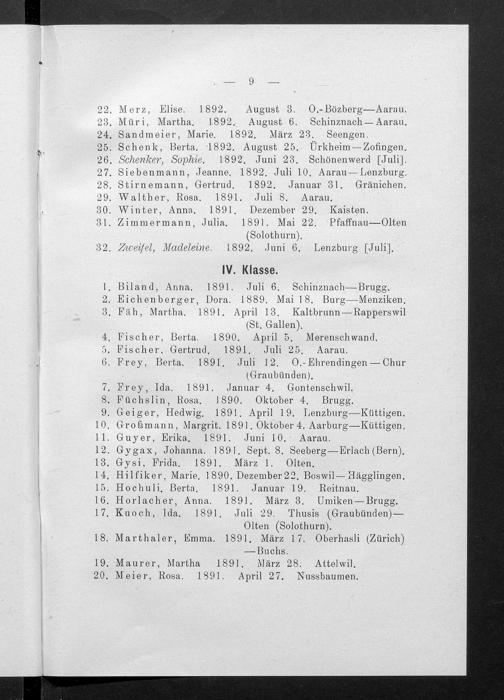 — 9 —
22. Merz, Elise. 1892. August 3. O.-Bözberg—Aarau.
23. Müri, Martha. 1892. August 6. Schinznach—Aarau.
24. Sandmeier, Marie. 1892. März 23. Seengen.
25. Schenk, Berta. 1892. August 25. Ürkheim—Zofingen.
26. Schenker, Sophie. 1892. Juni 23. Schönenwerd [Juli].
27. Siebenmann, Jeanne. 1892. Juli 10. Aarau—Lenzburg.
28. Stirnemann, Gertrud. 1892. Januar 31. Gränichen.
29. Walther, Rosa. 1891. Juli 8. Aarau.
30. Winter, Anna. 1891. Dezember 29. Kaisten.
31. Zimmermann, Julia. 1891. Mai 22. Pfaffnau—Olten
(Solothurn).
32. Zweifel, Madeleine. 1892. Juni 6. Lenzburg [Juli].
IV. Klasse.
1. Biland, Anna. 1891. Juli 6. Schinznach—Brugg.
2. Eichenberger, Dora. 1889. Mai 18. Burg—Menziken.
3. Fäh, Martha. 1891. April 13. Kaltbrunn—Rapperswil
(St. Gallen).
4. Fischer, Berta. 1890. April 5. Merenschwand.
5. Fischer, Gertrud. 1891. Juli 25. Aarau.
6. Frey, Berta. 1891. Juli 12. O.-Ehrendingen—Chur
(Graubünden).
7. Frey, Ida. 1891. Januar 4. Gontenschwil.
8. Füchslin, Rosa. 1890. Oktober 4. Brugg.
9. Geiger, Hedwig. 1891. April 19. Lenzburg—Küttigen.
10. Großmann, Margrit. 1891. Oktober 4. Aarburg—Küttigen.
11. Guyer, Erika. 1891. Juni 10. Aarau.
12. Gygax, Johanna. 1891. Sept. 8. Seeberg—Erlach (Bern).
13. Gysi, Frida. 1891. März 1. Olten.
14. Hilfiker, Marie. 1890. Dezember 22. Boswil—Hägglingen.
15. Hochuli, Berta. 1891. Januar 19. Reitnau.
16. Horlacher, Anna. 1891. März 3. Umiken—Brugg.
17. Kuoch, Ida. 1891. Juli 29. Thusis (Graubünden)—
Olten (Solothurn).
18. Marthaler, Emma. 1891. März 17. Oberhasli (Zürich)
—Buchs.
19. Maurer, Martha 1891. März 28. Attelwil.
20. Meier, Rosa. 1891. April 27. Nussbaumen.